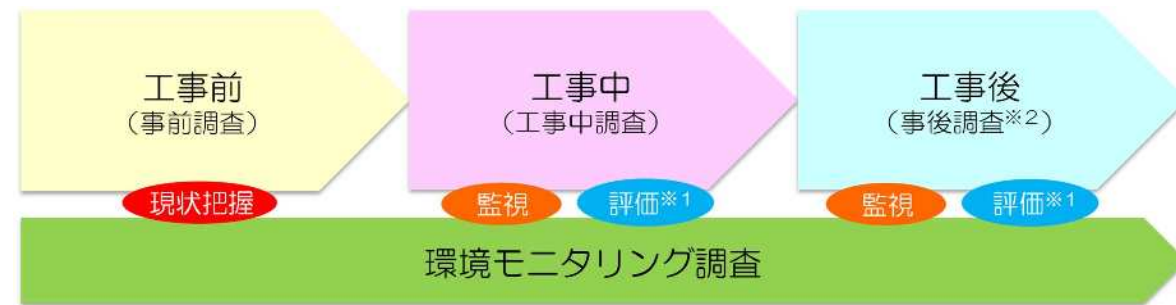 工事前
（事前調査）
工事中
（工事中調査）
工事後
（事後調査※2）
現状把握
監視
評価※1
監視
評価※1
環境モニタリング調査